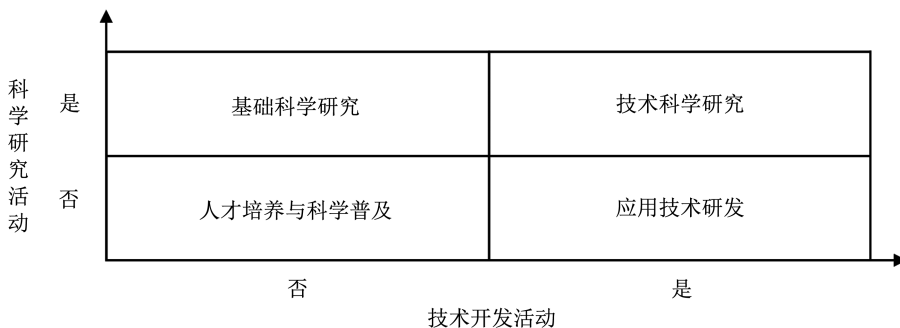 科学研究活动
是
基础科学研究
技术科学研究
否
人才培养与科学普及
应用技术研发
否
是
技术开发活动